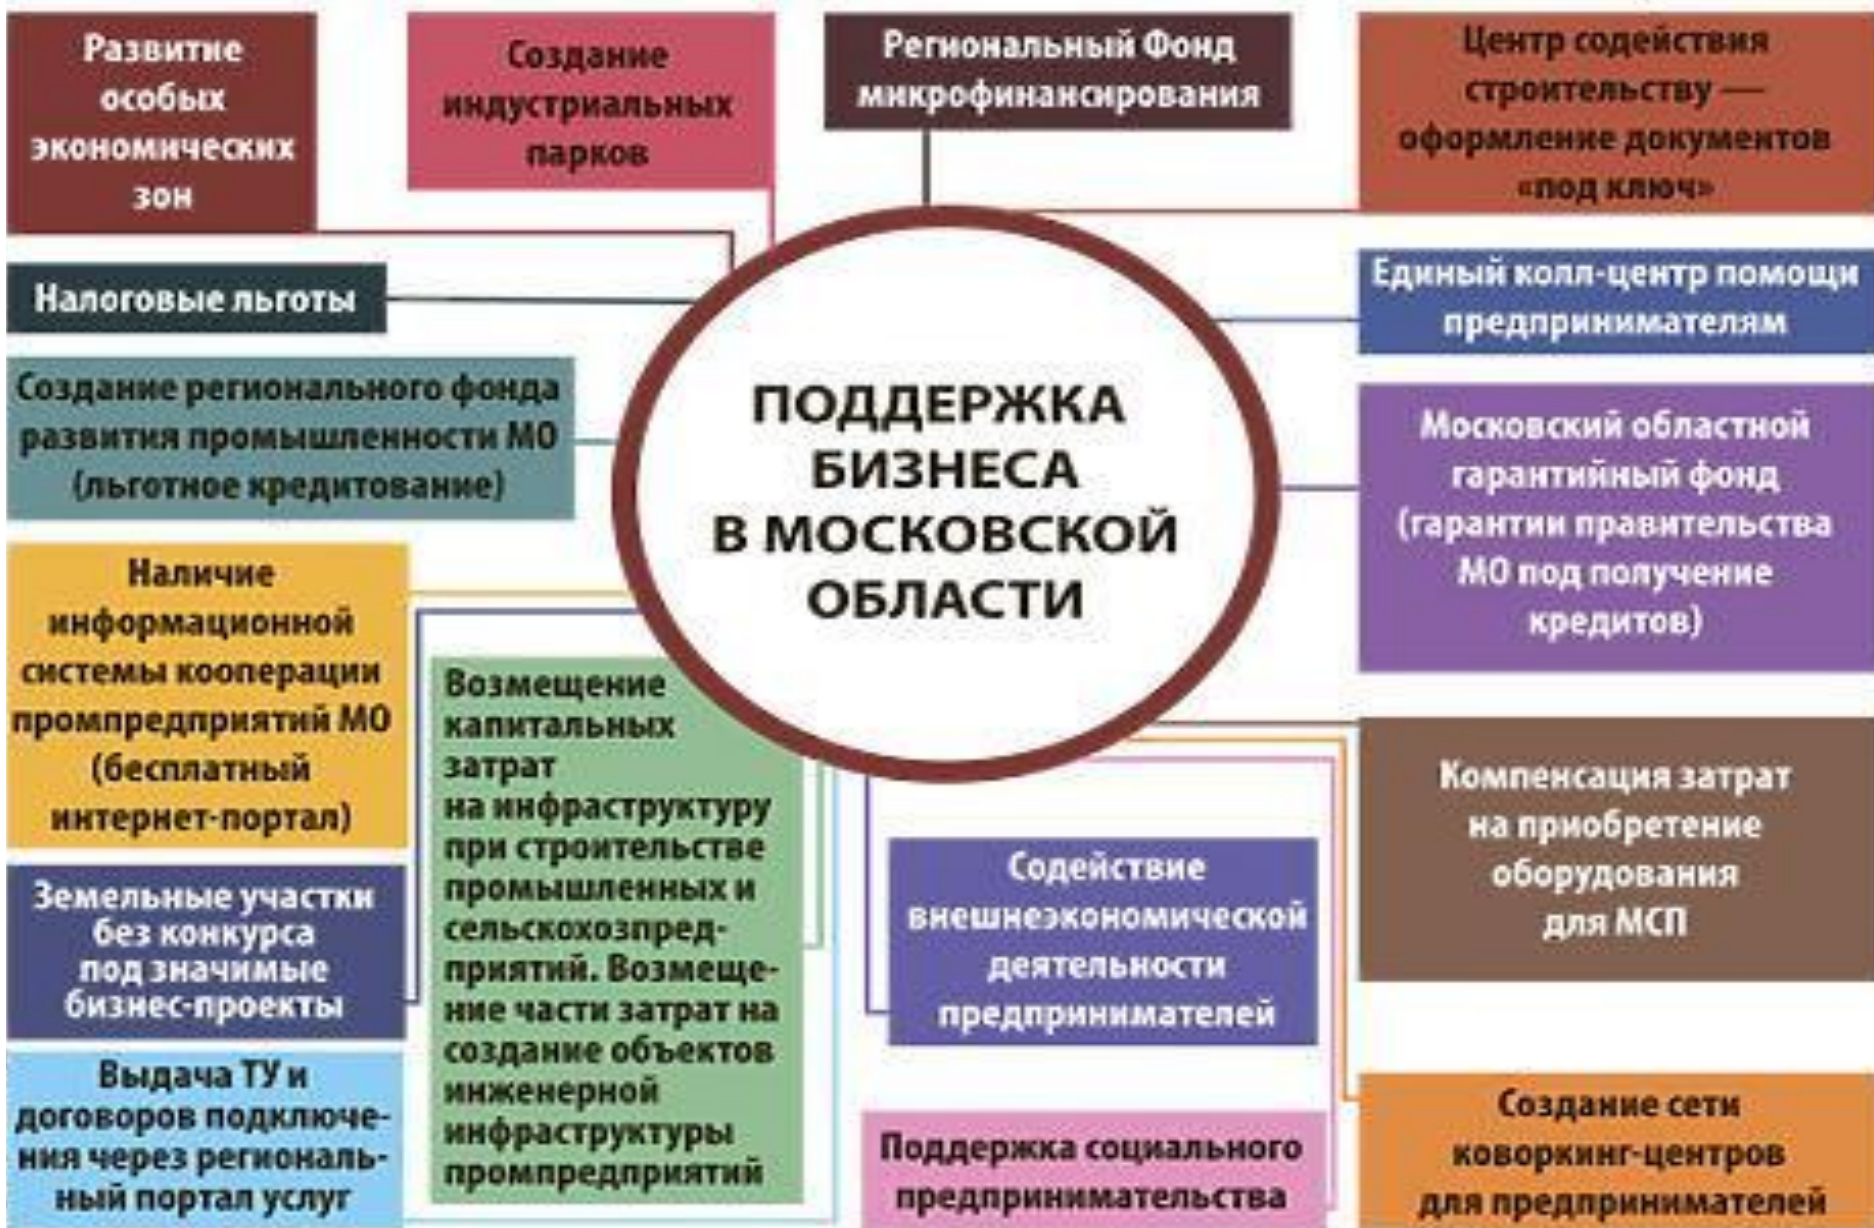 Развитие
особых
экономических
зон
Создание
индустриальных
парков
Региональный Фонд
микрофинансирования
Центр содействия
строительству —
оформление документов
«под ключ»
Налоговые льготы
Единый колл-центр помощи
предпринимателям
Создание регионального фонда
развития промышленности МО
(льготное кредитование)
ПОДДЕРЖКА
БИЗНЕСА
В МОСКОВСКОЙ
ОБЛАСТИ
Московский областной
гарантийный фонд
(гарантии правительства
МО под получение
кредитов)
Наличие
информационной
системы кооперации
промпредприятий МО
(бесплатный
интернет-портал)
Возмещение
капитальных
затрат
на инфраструктуру
при строительстве
промышленных и
сельскохозпред-
приятий. Возмеще-
ние части затрат на
создание объектов
инженерной
инфраструктуры
промпредприятий
Компенсация затрат
на приобретение
оборудования
для МСП
Земельные участки
без конкурса
под значимые
бизнес-проекты
Содействие
внешнеэкономической
деятельности
предпринимателей
Выдача ТУ и
договоров подключе-
ния через региональ-
ный портал услуг
Поддержка социального
предпринимательства
Создание сети
коворкинг-центров
для предпринимателей